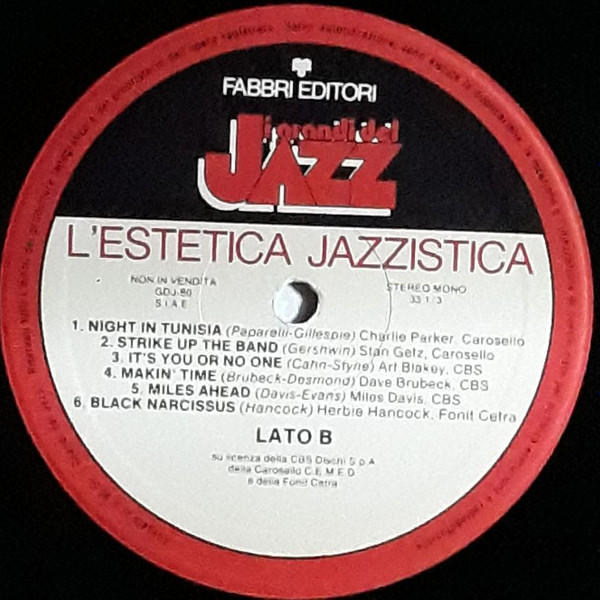 FABBRI EDITORI
i grandi del
JAZZ
L'ESTETICA JAZZISTICA
NON IN VENDITA
GDJ-80
S.I.A.E.
STEREO MONO
33 1/3
1. NIGHT IN TUNISIA (Paparelli-Gillespie) Charlie Parker, Carosello
2. STRIKE UP THE BAND (Gershwin) Stan Getz, Carosello
3. IT'S YOU OR NO ONE (Cahn-Styne) Art Blakey, CBS
4. MAKIN' TIME (Brubeck-Desmond) Dave Brubeck, CBS
5. MILES AHEAD (Davis-Evans) Miles Davis, CBS
6. BLACK NARCISSUS (Hancock) Herbie Hancock, Fonit Cetra
LATO B
su licenza della CBS Dischi S.p.A.
della Carosello C.E.M.E.D.
e della Fonit Cetra